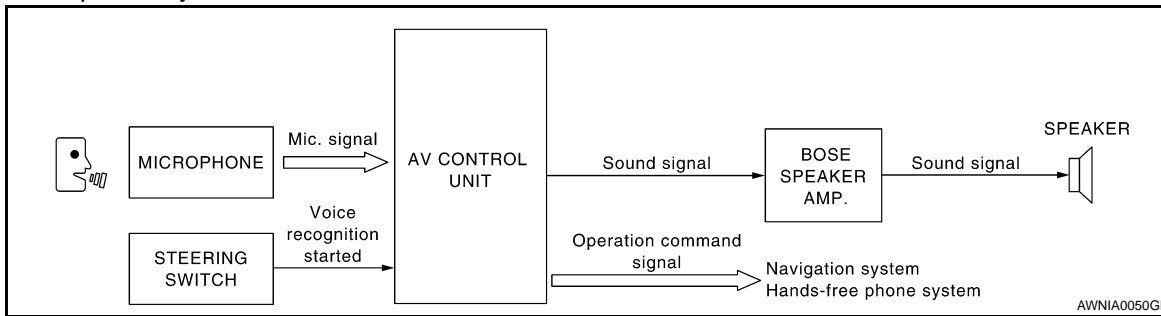 MICROPHONE
Mic. signal
STEERING
SWITCH
Voice
recognition
started
AV CONTROL
UNIT
Sound signal
BOSE
SPEAKER
AMP.
Sound signal
SPEAKER
Operation command
signal
Navigation system
Hands-free phone system